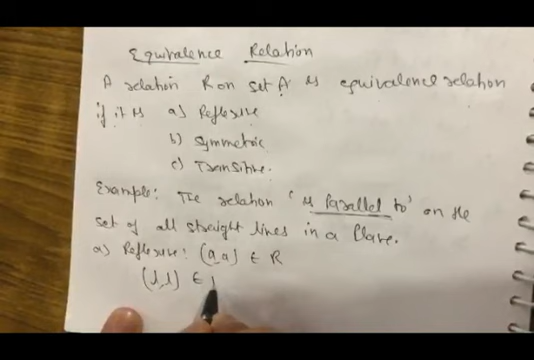 Equivalence Relation
A relation R on set A is equivalence relation
if it is a) Reflexive
b) Symmetric
c) Transitive.
Example: The relation 'is Parallel to' on the
set of all straight lines in a Plane.
a) Reflexive: (a,a) ∈ R
(l,l) ∈